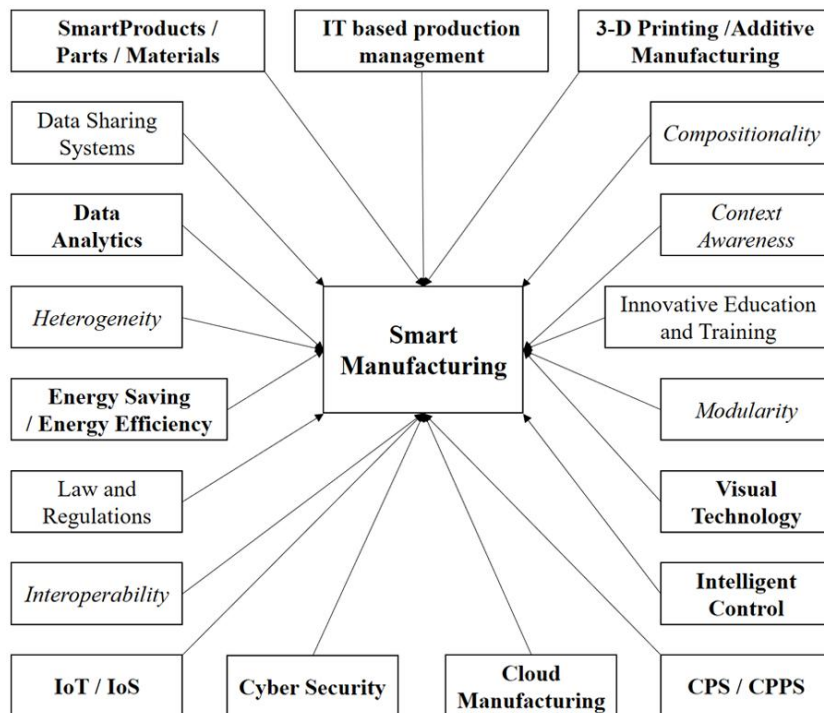 SmartProducts /
Parts / Materials
IT based production
management
3-D Printing /Additive
Manufacturing
Data Sharing
Systems
Compositionality
Data
Analytics
Context
Awareness
Heterogeneity
Smart
Manufacturing
Innovative Education
and Training
Energy Saving
/ Energy Efficiency
Modularity
Law and
Regulations
Visual
Technology
Interoperability
Intelligent
Control
IoT / IoS
Cyber Security
Cloud
Manufacturing
CPS / CPPS